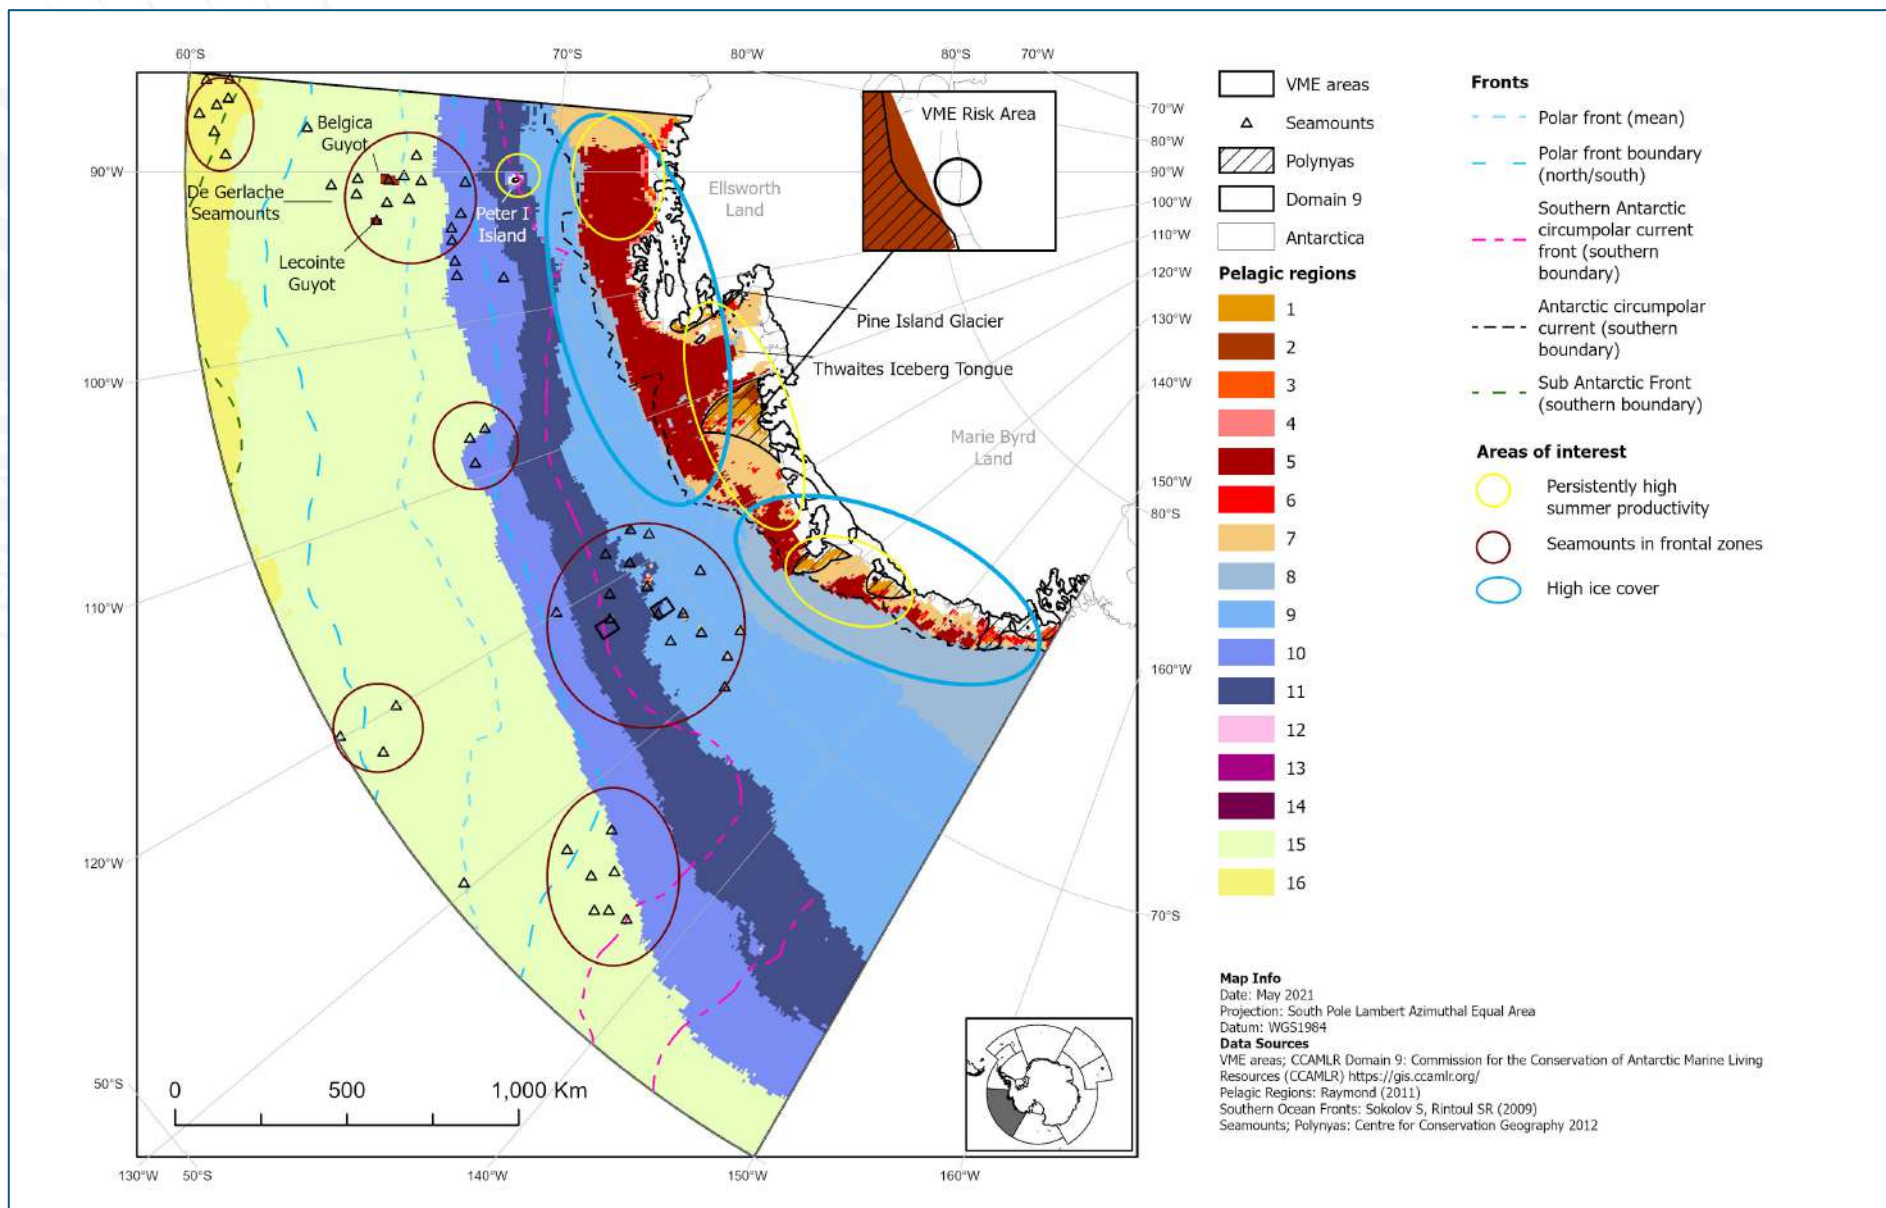 60°S
70°S
80°W
80°S
70°W
70°W
80°W
90°W
100°W
110°W
120°W
130°W
140°W
150°W
80°S
160°W
70°S
90°W
100°W
110°W
120°W
50°S
130°W
50°S
140°W
150°W
160°W
Belgica
Guyot
De Gerlache
Seamounts
Lecointe
Guyot
Peter I
Island
Ellsworth
Land
VME Risk Area
Pine Island Glacier
Thwaites Iceberg Tongue
Marie Byrd
Land
0
500
1,000 Km
VME areas
Seamounts
Polynyas
Domain 9
Antarctica
Pelagic regions
1
2
3
4
5
6
7
8
9
10
11
12
13
14
15
16
Fronts
Polar front (mean)
Polar front boundary
(north/south)
Southern Antarctic
circumpolar current
front (southern
boundary)
Antarctic circumpolar
current (southern
boundary)
Sub Antarctic Front
(southern boundary)
Areas of interest
Persistently high
summer productivity
Seamounts in frontal zones
High ice cover
Map Info
Date: May 2021
Projection: South Pole Lambert Azimuthal Equal Area
Datum: WGS1984
Data Sources
VME areas; CCAMLR Domain 9: Commission for the Conservation of Antarctic Marine Living
Resources (CCAMLR) https://gis.ccamlr.org/
Pelagic Regions: Raymond (2011)
Southern Ocean Fronts: Sokolov S, Rintoul SR (2009)
Seamounts; Polynyas: Centre for Conservation Geography 2012